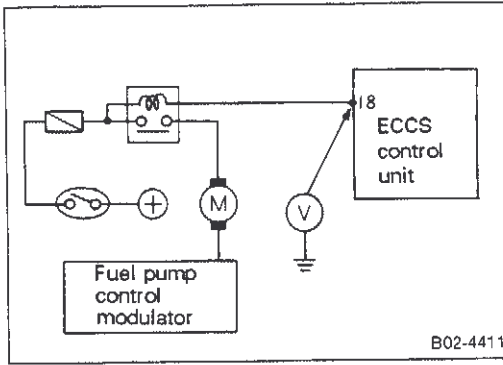 18
ECCS
control
unit
M
V
Fuel pump
control
modulator
B02-4411